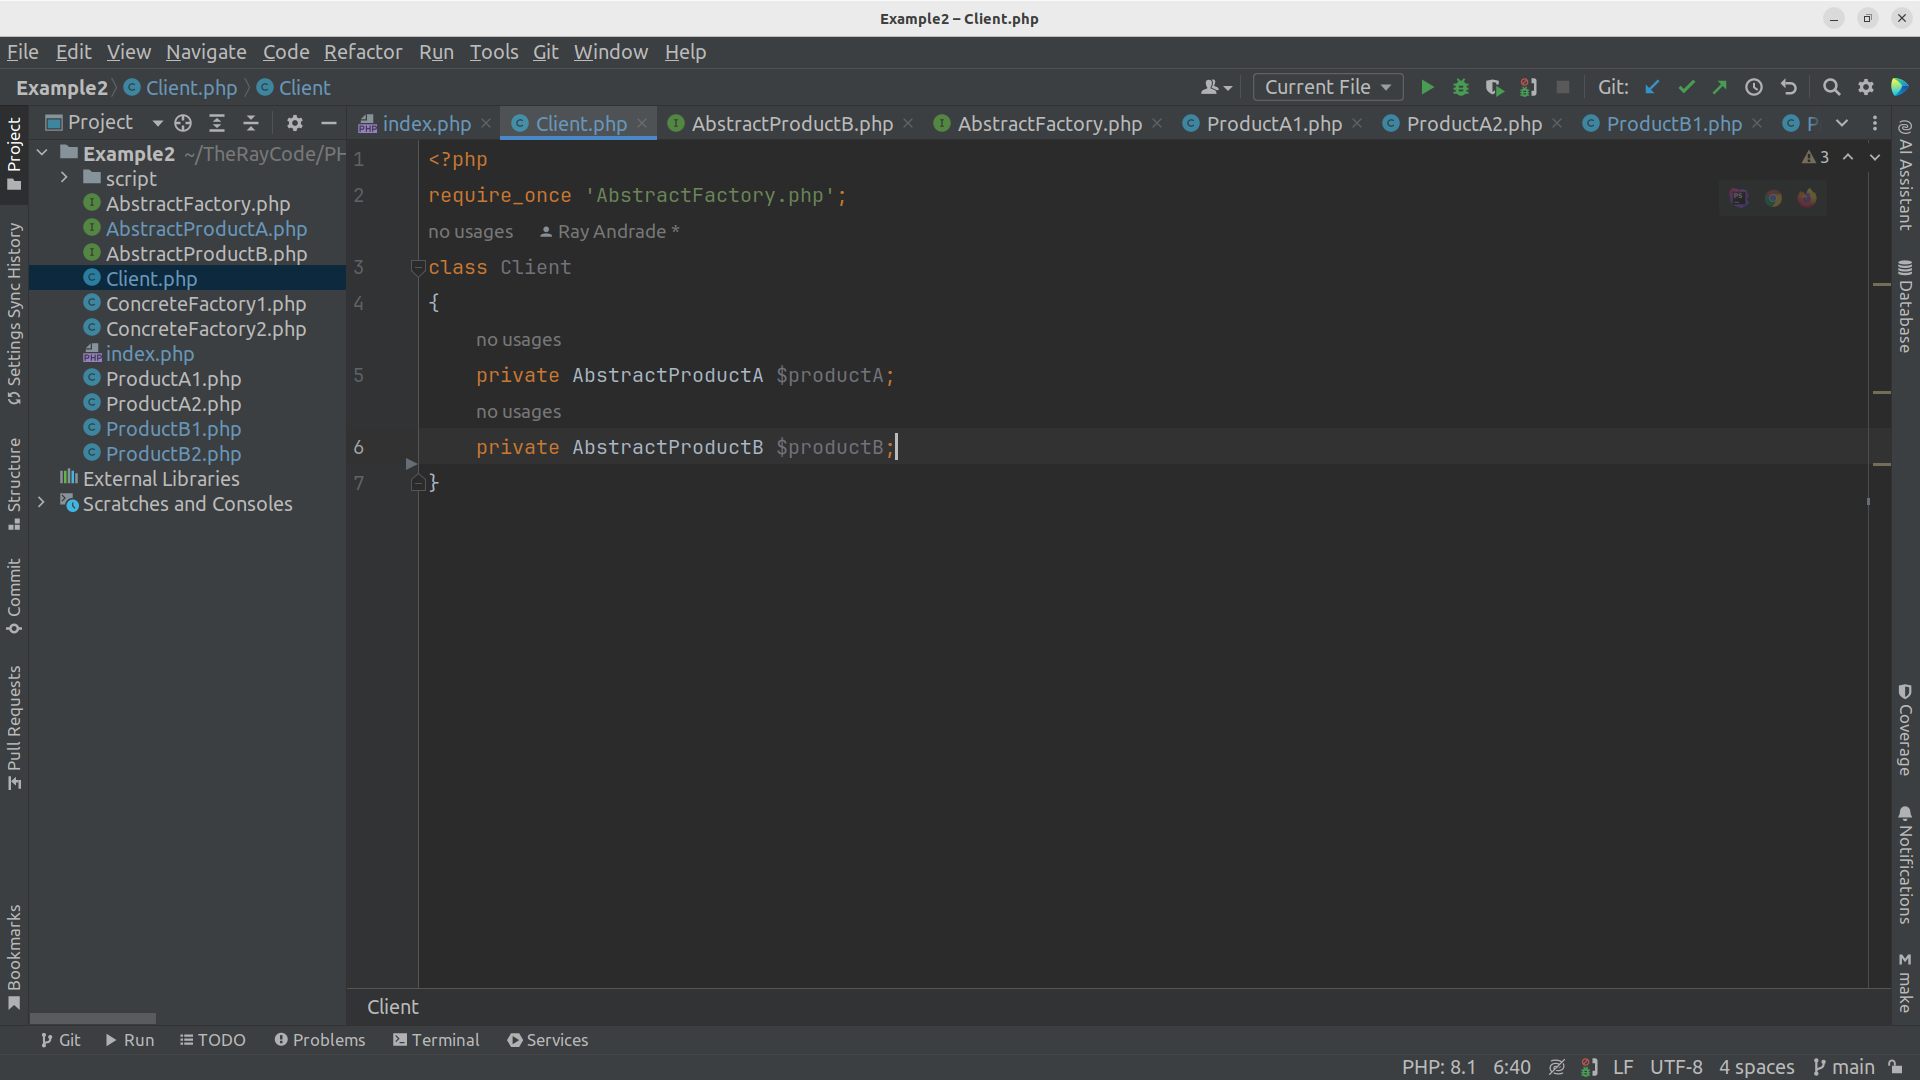 Example2 – Client.php
File Edit View Navigate Code Refactor Run Tools Git Window Help
Example2 Client.php Client
Current File
Git:
Project
index.php
Client.php
AbstractProductB.php
AbstractFactory.php
ProductA1.php
ProductA2.php
ProductB1.php
P
Example2 ~/TheRayCode/PH
script
AbstractFactory.php
AbstractProductA.php
AbstractProductB.php
Client.php
ConcreteFactory1.php
ConcreteFactory2.php
index.php
ProductA1.php
ProductA2.php
ProductB1.php
ProductB2.php
External Libraries
Scratches and Consoles
1 <?php
2 require_once 'AbstractFactory.php';
no usages Ray Andrade *
3 class Client
4 {
no usages
5 private AbstractProductA $productA;
no usages
6 private AbstractProductB $productB;
7 }
3
Project
Settings Sync History
Structure
Commit
Pull Requests
Bookmarks
AI Assistant
Database
Coverage
Notifications
make
Client
Git Run TODO Problems Terminal Services
PHP: 8.1 6:40 LF UTF-8 4 spaces main